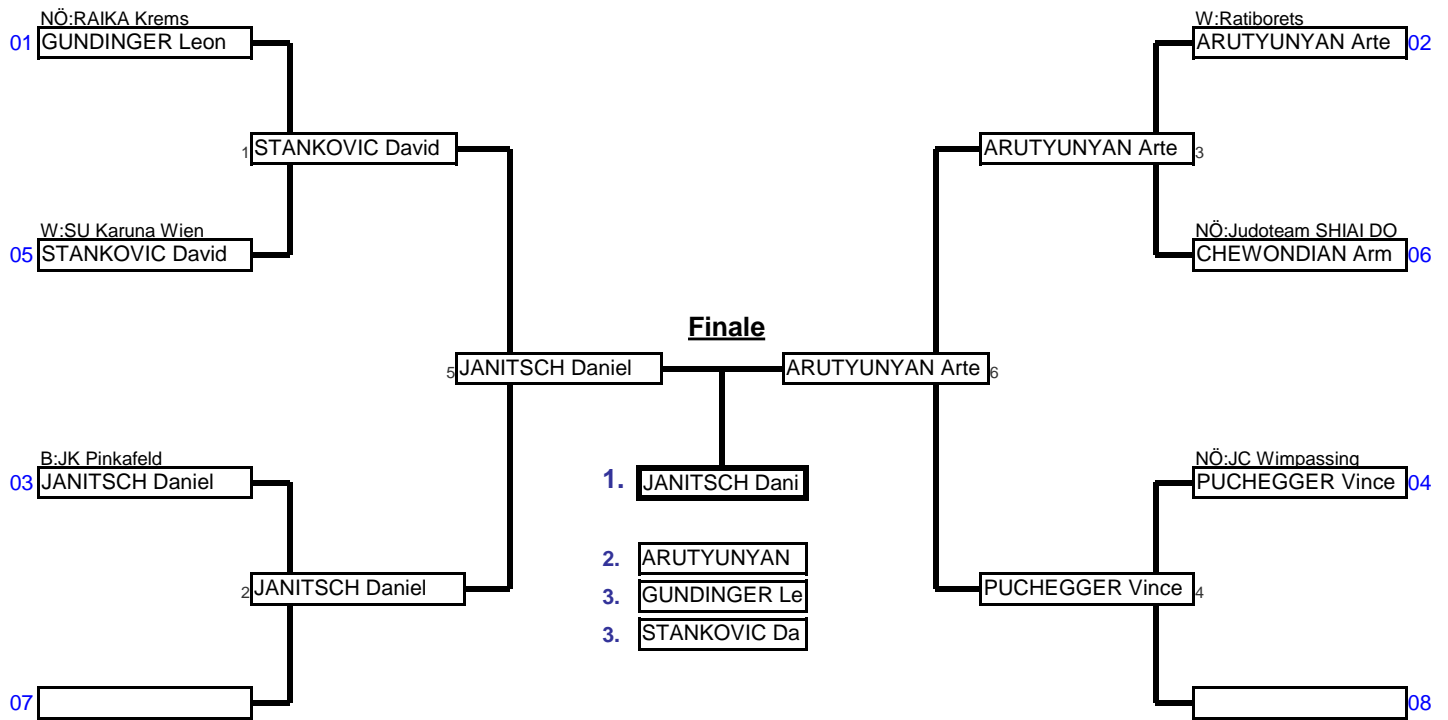 NÖ:RAIKA Krems
01 GUNDINGER Leon
W:Ratiborets
ARUTYUNYAN Arte 02
1 STANKOVIC David
ARUTYUNYAN Arte 3
W:SU Karuna Wien
05 STANKOVIC David
NÖ:Judoteam SHIAI DO
CHEWONDIAN Arm 06
Finale
5 JANITSCH Daniel
ARUTYUNYAN Arte 6
B:JK Pinkafeld
03 JANITSCH Daniel
1. JANITSCH Dani
NÖ:JC Wimpassing
PUCHEGGER Vince 04
2. ARUTYUNYAN
2 JANITSCH Daniel
3. GUNDINGER Le
PUCHEGGER Vince 4
3. STANKOVIC Da
07
08